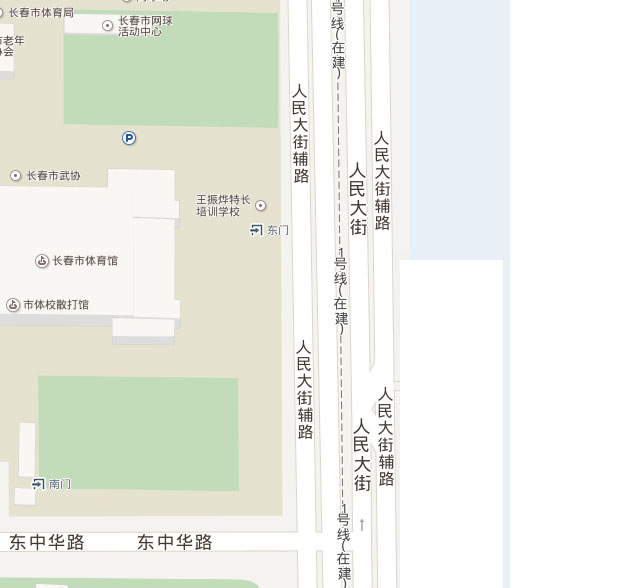 长春市体育局
长春市网球
活动中心
市老年
协会
1号线(在建)
人民大街辅路
人民大街
人民大街辅路
P
长春市武协
王振烨特长
培训学校
东门
长春市体育馆
1号线(在建)
市体校散打馆
人民大街辅路
人民大街辅路
人民大街
南门
1号线(在建)
东中华路
东中华路